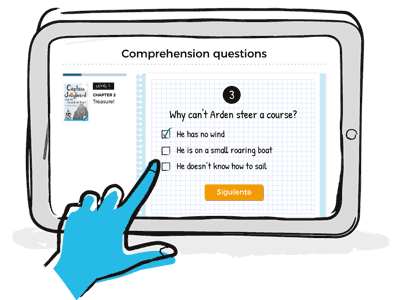 Comprehension questions
Captain
Jollybeard
LEVEL 1
CHAPTER 2
Treasure!
3
Why can't Arden steer a course?
He has no wind
He is on a small roaring boat
He doesn't know how to sail
Siguiente